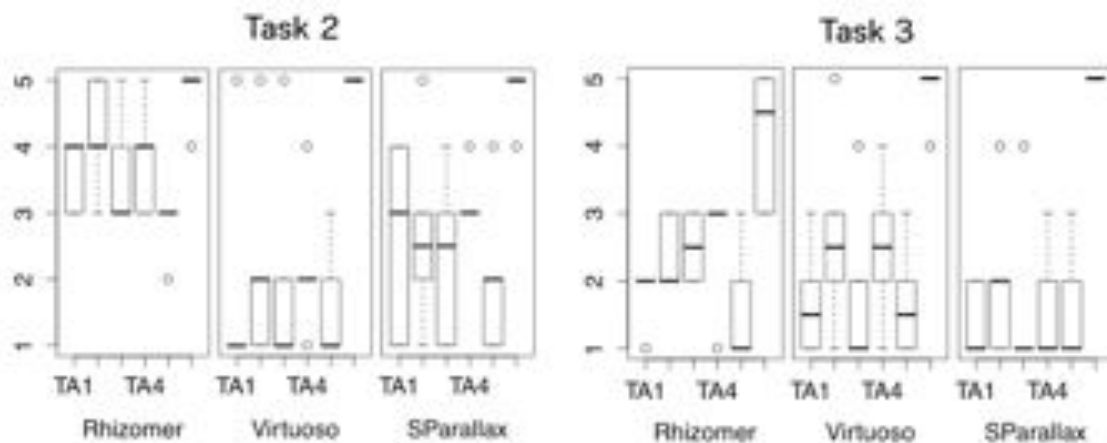 Task 2
5
4
3
2
1
TA1 TA4 TA1 TA4 TA1 TA4
Rhizomer Virtuoso SParallax
Task 3
5
4
3
2
1
TA1 TA4 TA1 TA4 TA1 TA4
Rhizomer Virtuoso SParallax